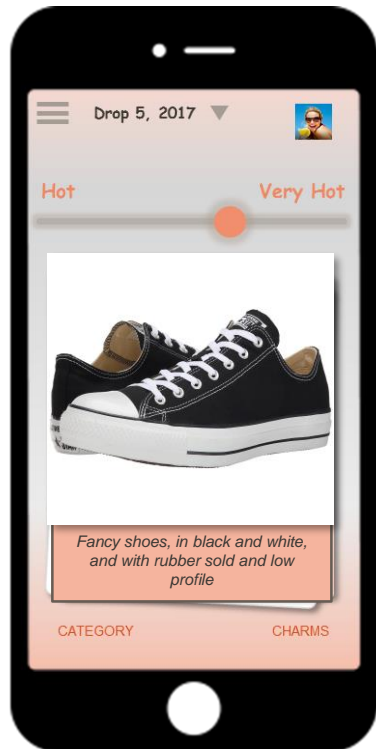 Drop 5, 2017
Hot
Very Hot
Fancy shoes, in black and white,
and with rubber sold and low
profile
CATEGORY
CHARMS